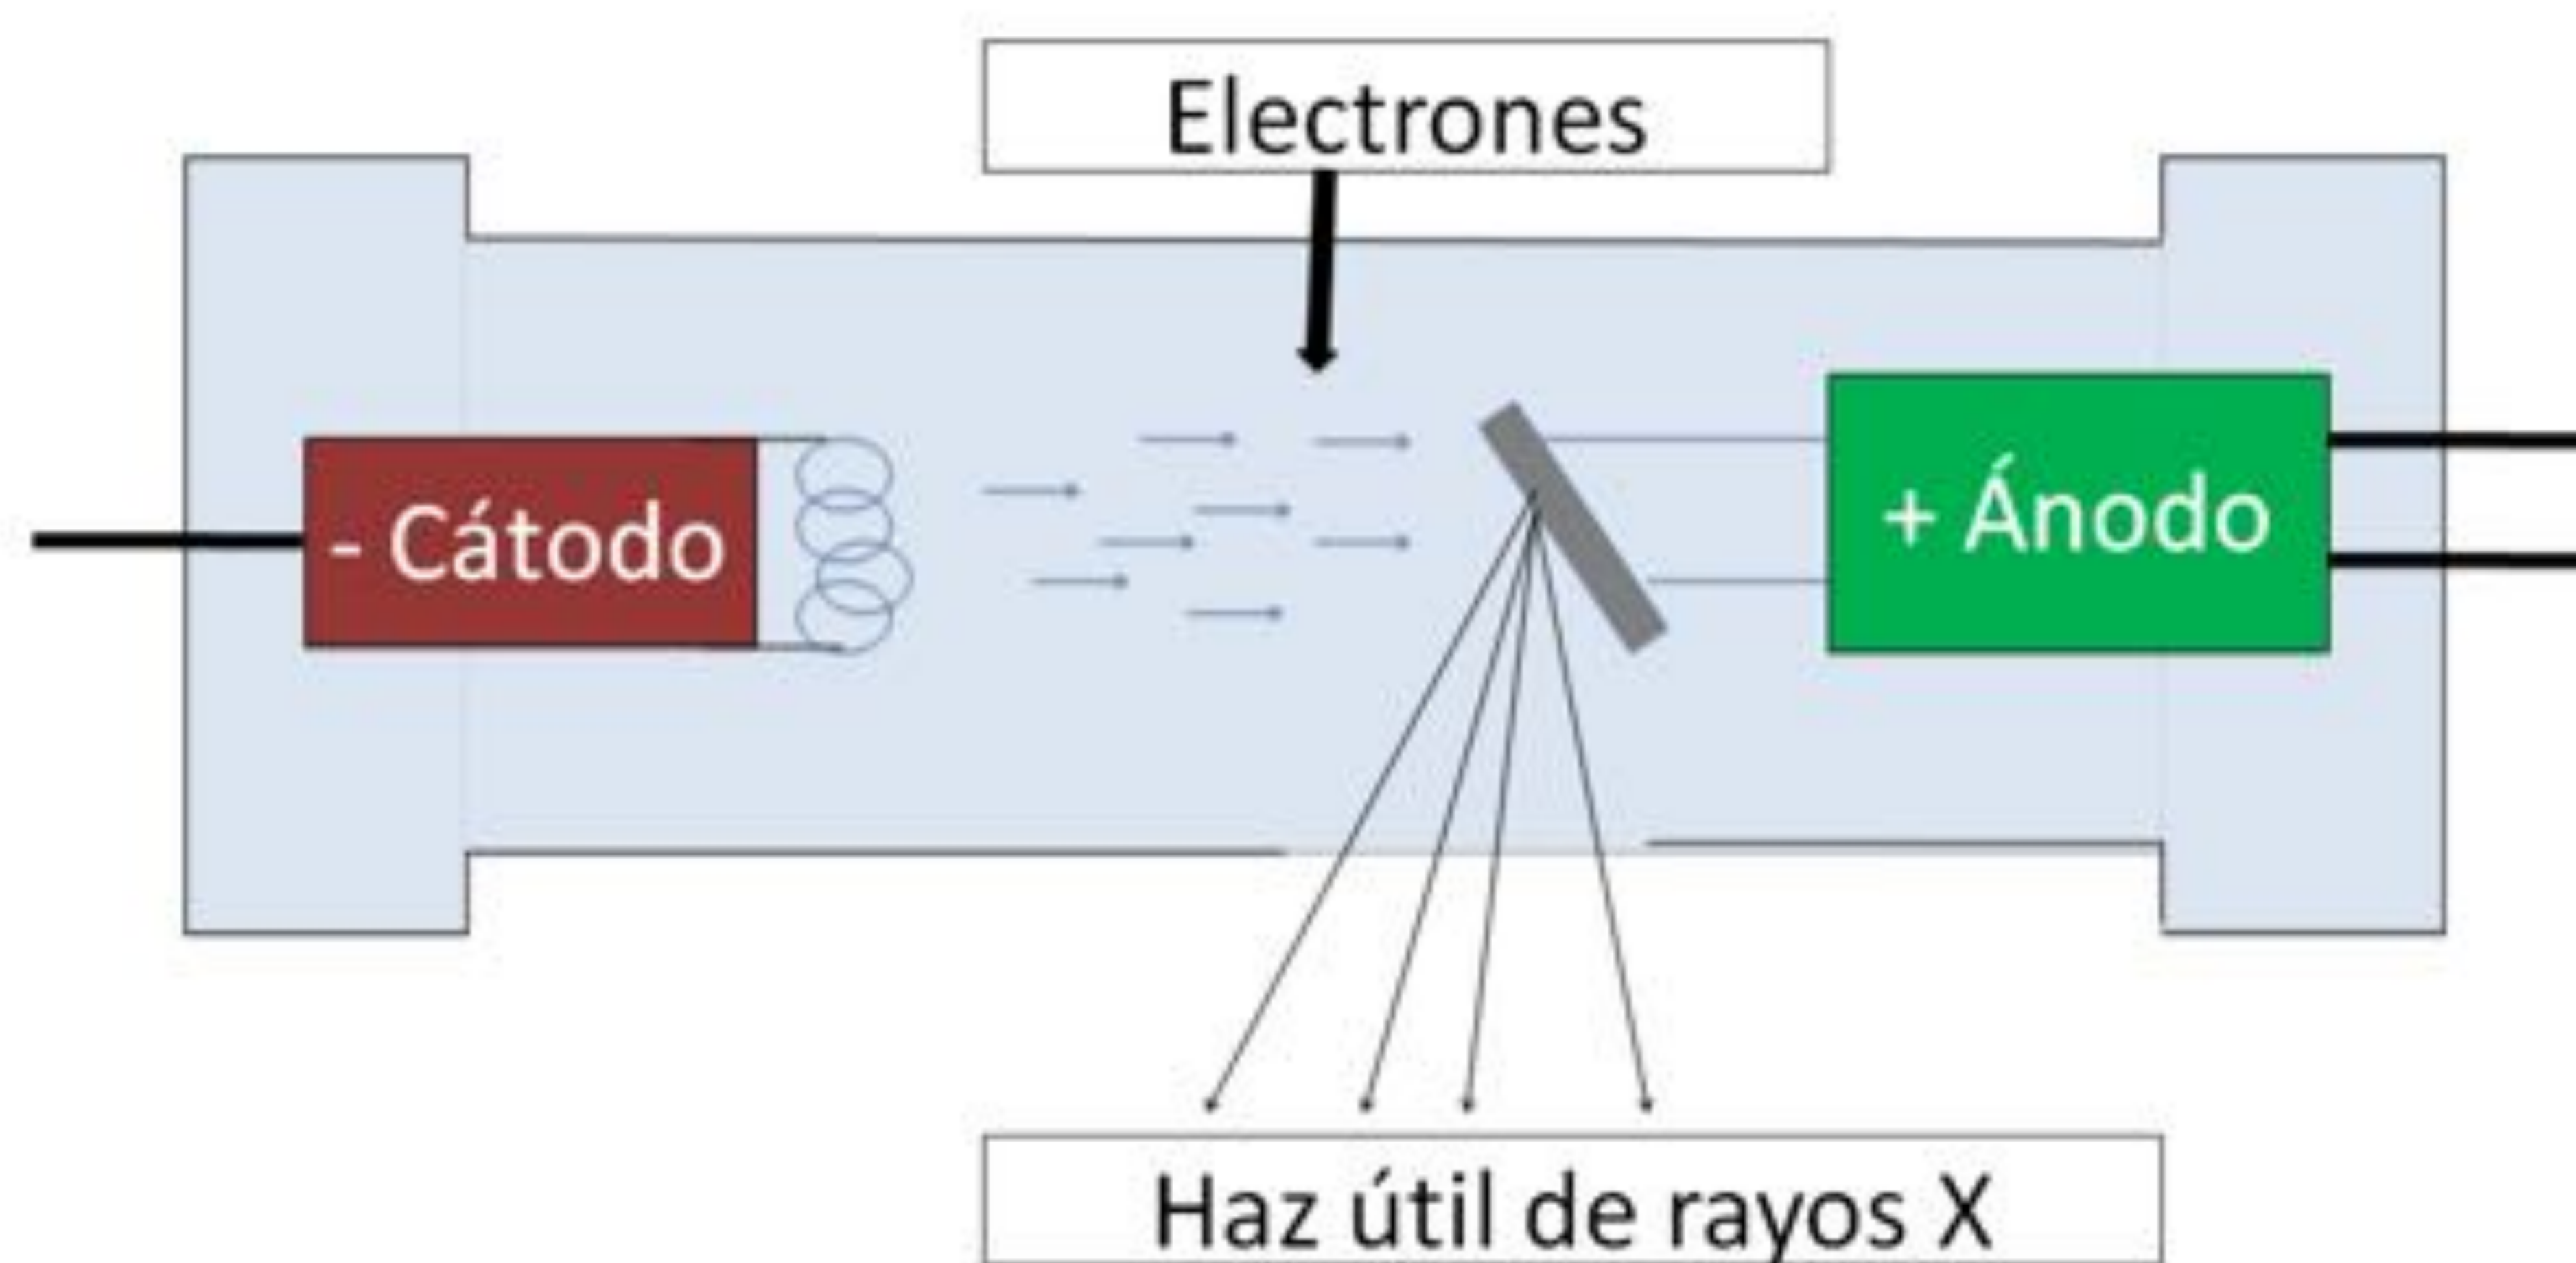 Electrones
- Cátodo
+ Ánodo
Haz útil de rayos X